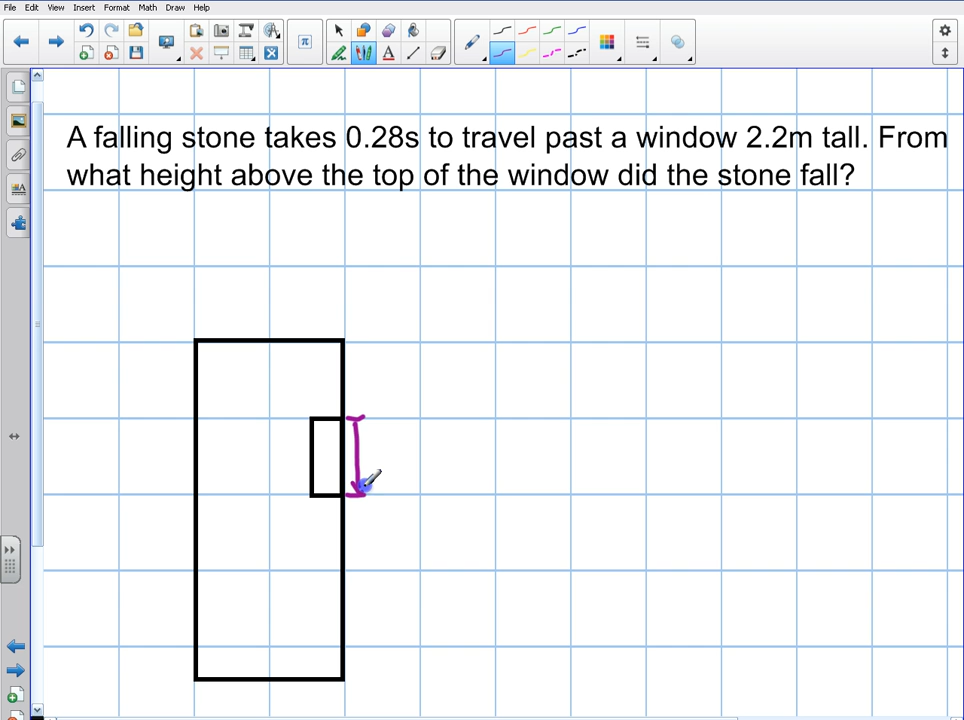 File Edit View Insert Format Math Draw Help
π
A
A falling stone takes 0.28s to travel past a window 2.2m tall. From
what height above the top of the window did the stone fall?